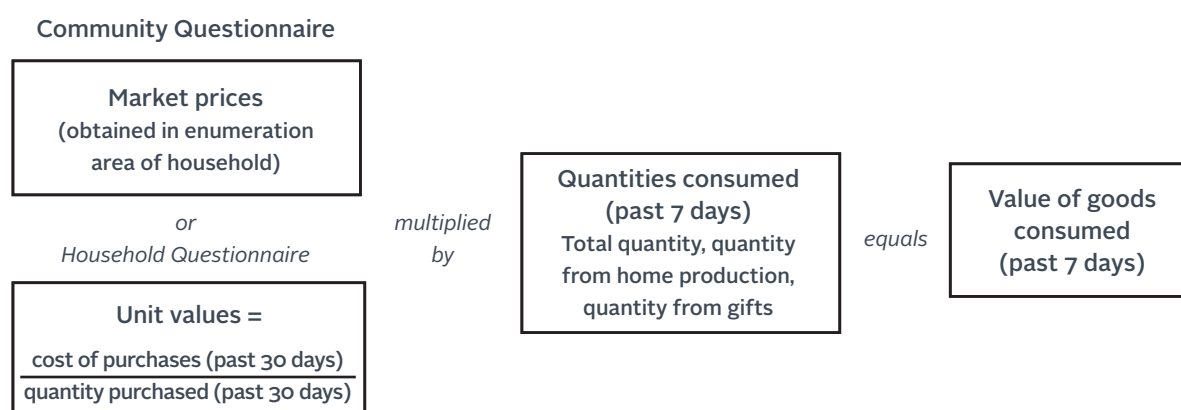 Community Questionnaire
Market prices
(obtained in enumeration
area of household)
or
Household Questionnaire
Unit values =
cost of purchases (past 30 days)
quantity purchased (past 30 days)
multiplied
by
Quantities consumed
(past 7 days)
Total quantity, quantity
from home production,
quantity from gifts
equals
Value of goods
consumed
(past 7 days)